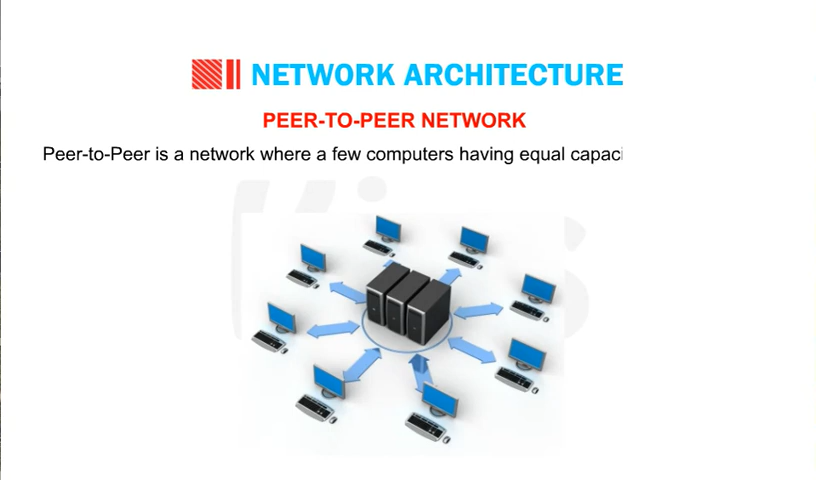 NETWORK ARCHITECTURE
PEER-TO-PEER NETWORK
Peer-to-Peer is a network where a few computers having equal capaci